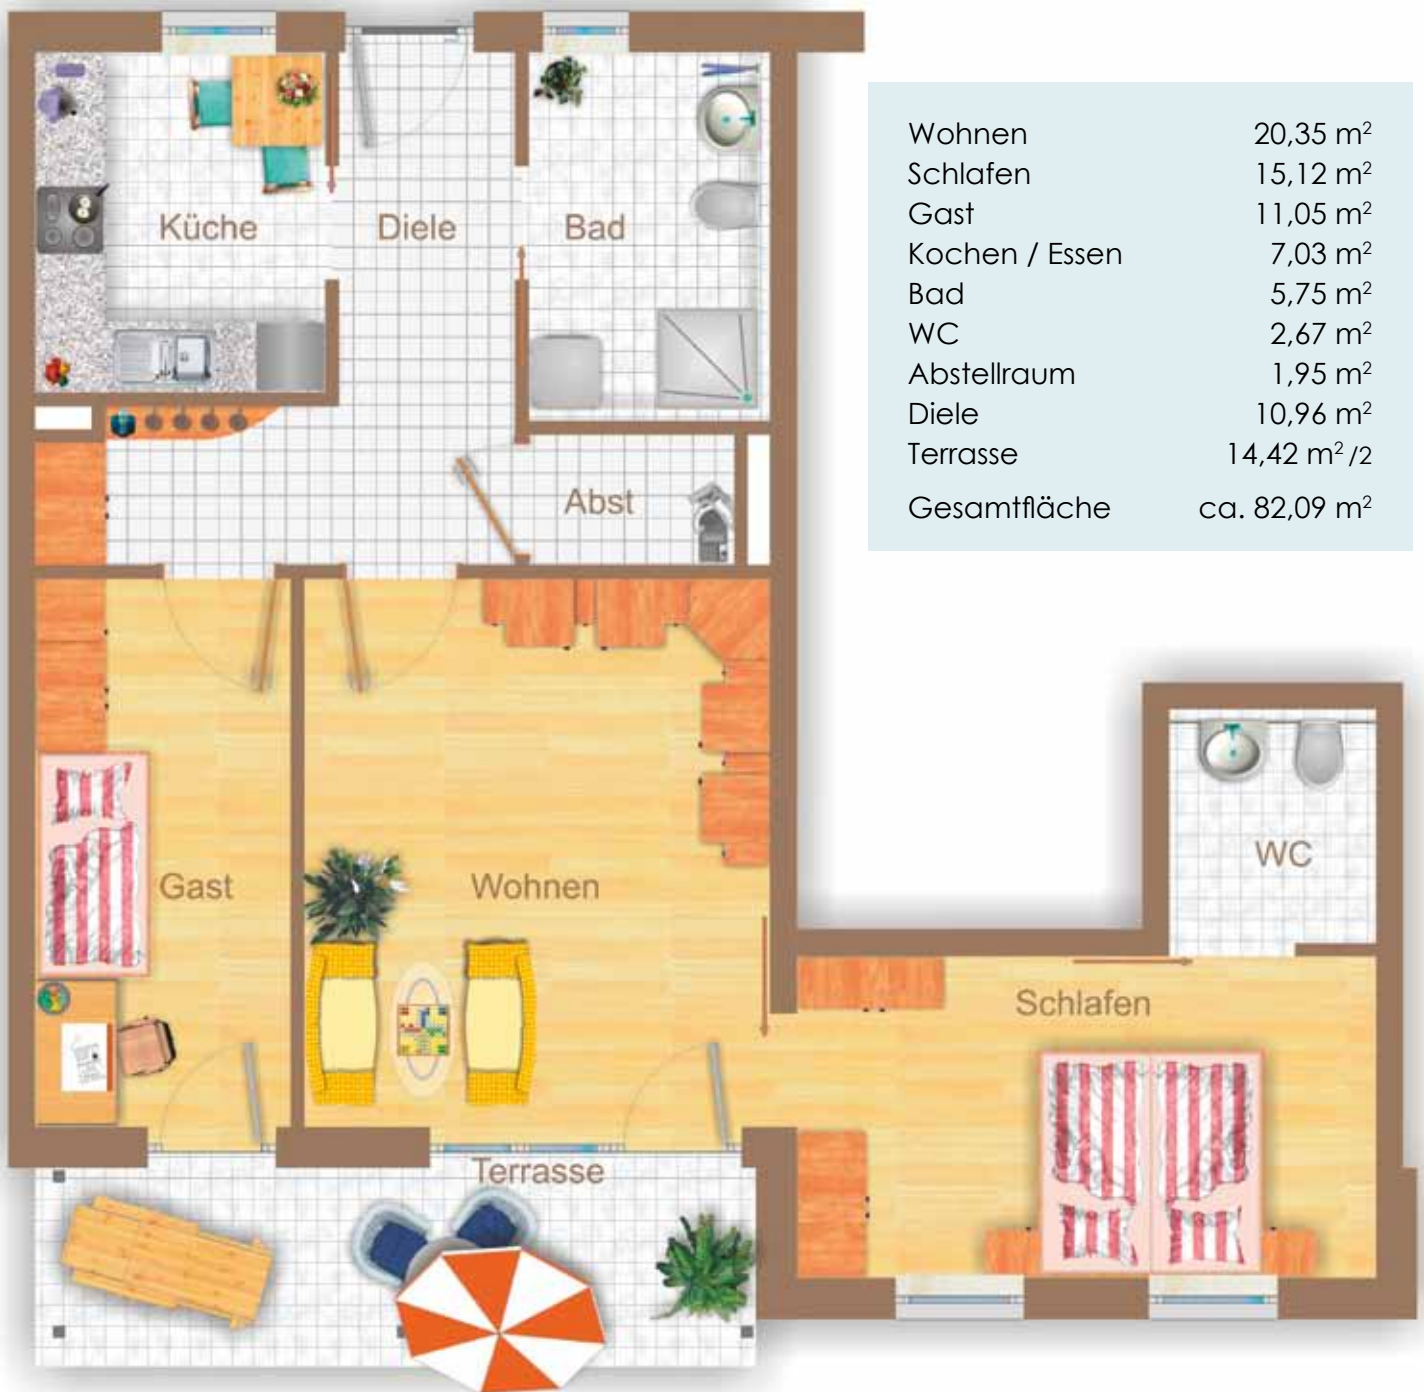 Wohnen 20,35 m²
Schlafen 15,12 m²
Gast 11,05 m²
Kochen / Essen 7,03 m²
Bad 5,75 m²
WC 2,67 m²
Abstellraum 1,95 m²
Diele 10,96 m²
Terrasse 14,42 m² /2
Gesamtfläche ca. 82,09 m²
Küche
Diele
Bad
Abst
Gast
Wohnen
WC
Schlafen
Terrasse